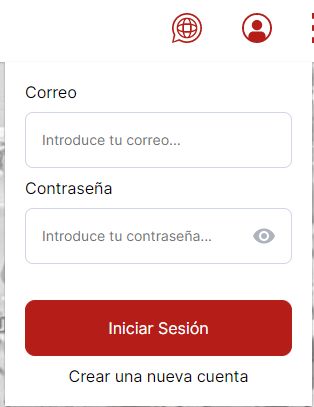 Correo
Introduce tu correo...
Contraseña
Introduce tu contraseña...
Iniciar Sesión
Crear una nueva cuenta